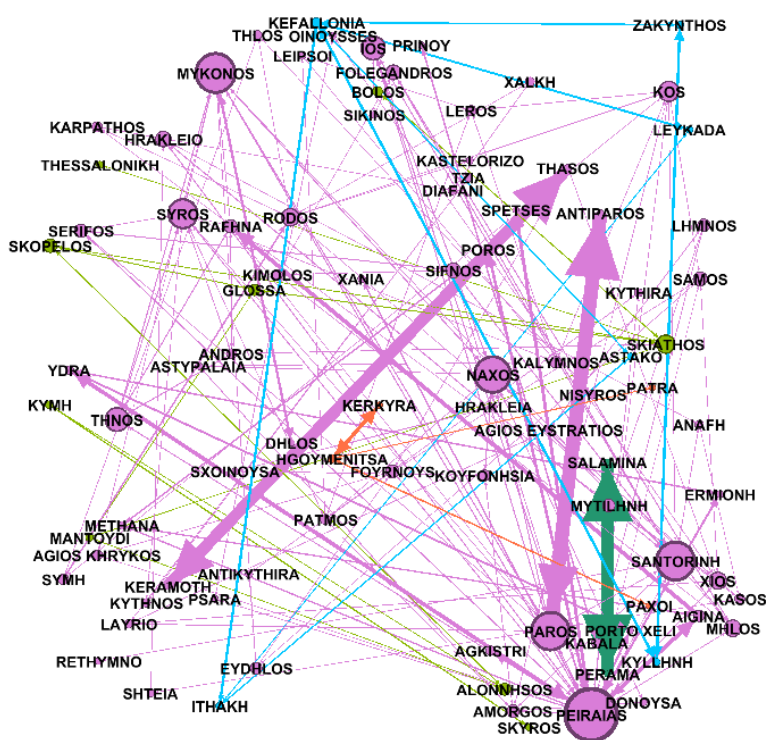 KEFALLONIA
ZAKYNTHOS
THLOS
OINOYSSES
IOS
PRINOY
LEIPSOI
MYKONOS
FOLEGANDROS
XALKH
BOLOS
KOS
LEROS
SIKINOS
KARPATHOS
LEYKADA
HRAKLEIO
THESSALONIKH
KASTELORIZO
THASOS
TZIA
DIAFANI
SYROS
RODOS
SPETSES
ANTIPAROS
RAFHNA
SERIFOS
LHMNOS
SKOPELOS
POROS
KIMOLOS
XANIA
SIFNOS
SAMOS
GLOSSA
KYTHIRA
SKIATHOS
ANDROS
ASTAKO
YDRA
ASTYPALAIA
KALYMNOS
NAXOS
PATRA
NISYROS
KYMH
KERKYRA
HRAKLEIA
THNOS
ANAFH
AGIOS EYSTRATIOS
DHLOS
HGOYMENITSA
SALAMINA
SXOINOYSA
FOYRNOYS
KOYFONHSIA
ERMIONH
MYTILHNH
PATMOS
METHANA
MANTOYDI
AGIOS KHRYKOS
SANTORINH
SYMH
ANTIKYTHIRA
KERAMOTH
XIOS
PSARA
KASOS
KYTHNOS
PAXOI
AIGINA
LAYRIO
PAROS
PORTO XELI
MHLOS
KABALA
AGKISTRI
RETHYMNO
EYDHLOS
KYLLHNH
PERAMA
SHTEIA
ALONNHSOS
ITHAKH
DONOYSA
AMORGOS
PEIRAIAS
SKYROS